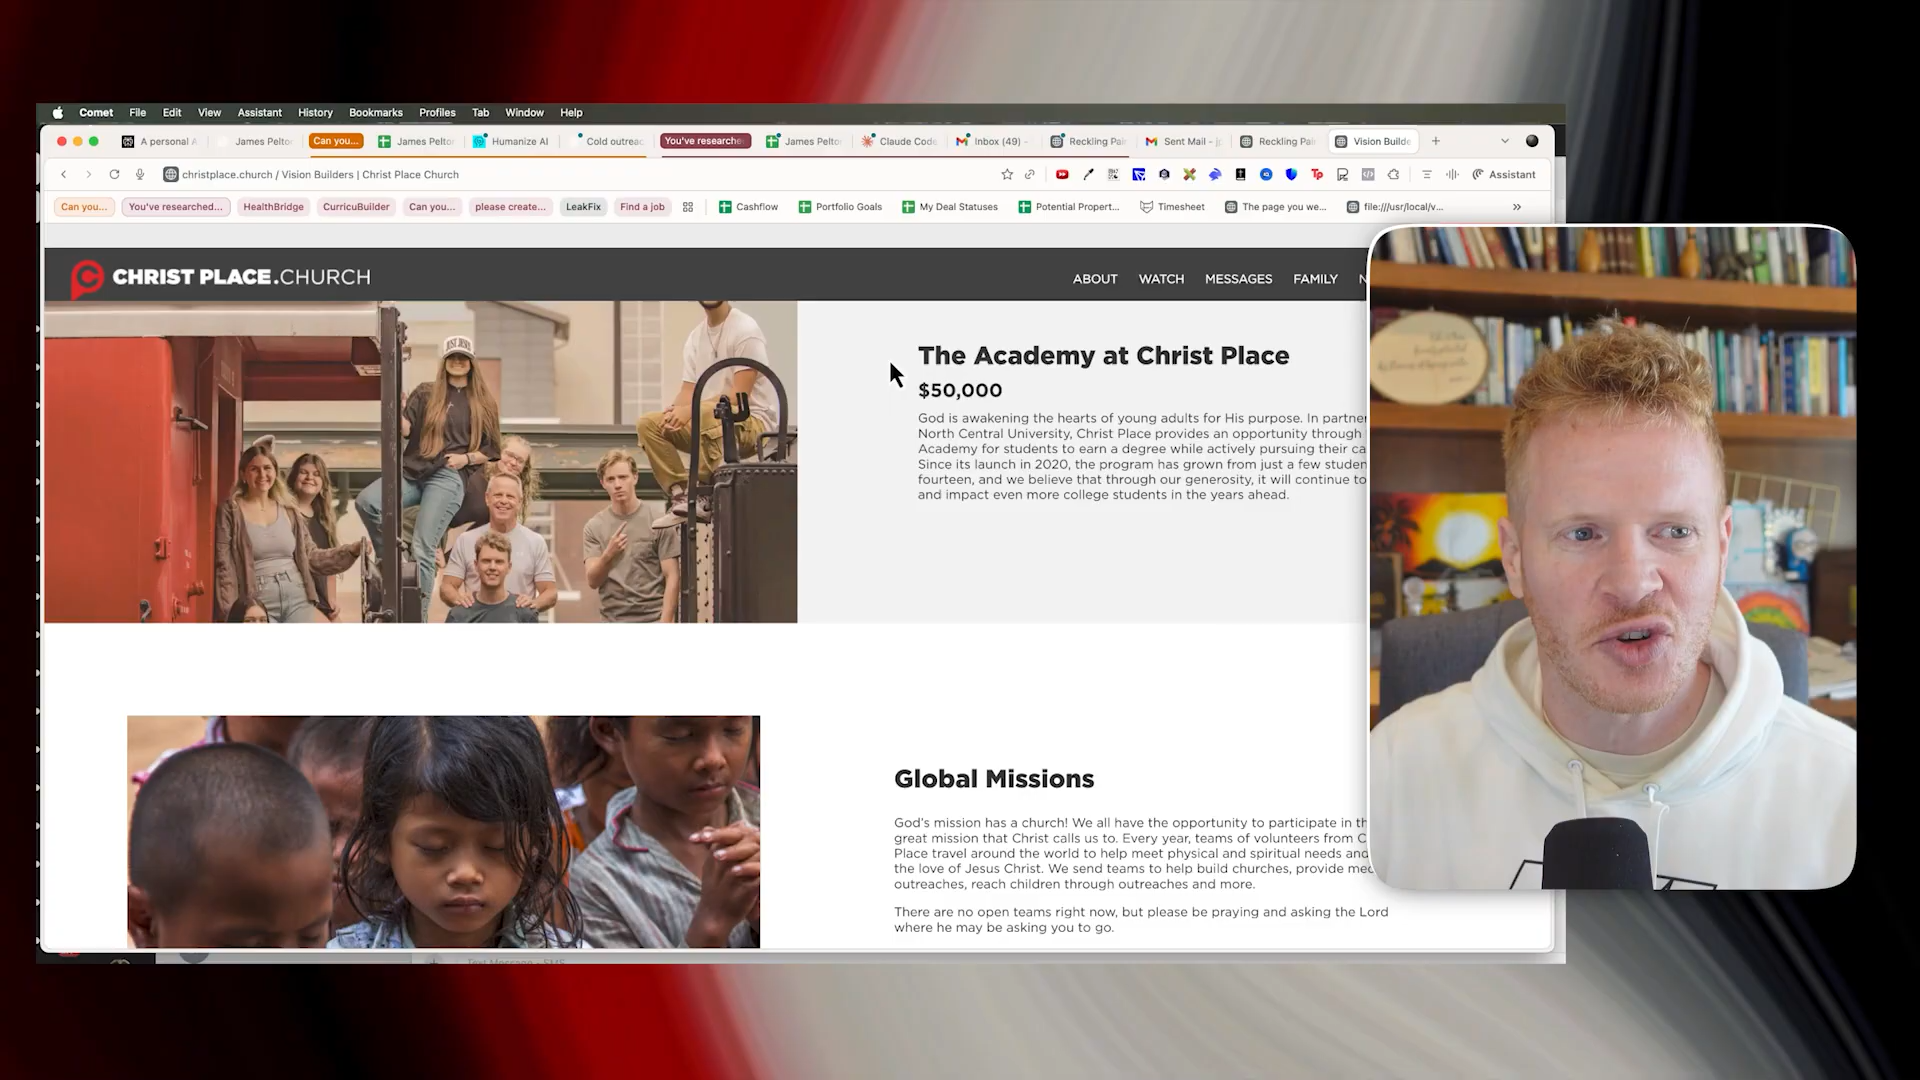 Comet File Edit View Assistant History Bookmarks Profiles Tab Window Help
A personal A James Pelto Can you... James Pelto Humanize AI Cold outreac You've researche James Pelto Claude Code Inbox (49) - Reckling Pai Sent Mail - j Reckling Pai Vision Builde
christplace.church / Vision Builders | Christ Place Church Assistant
Can you... You've researched... HealthBridge CurricuBuilder Can you... please create... LeakFix Find a job Cashflow Portfolio Goals My Deal Statuses Potential Propert... Timesheet The page you we... file:///usr/local/v...
CHRIST PLACE.CHURCH
ABOUT WATCH MESSAGES FAMILY N
JUST JESUS
The Academy at Christ Place
$50,000
God is awakening the hearts of young adults for His purpose. In partner
North Central University, Christ Place provides an opportunity through
Academy for students to earn a degree while actively pursuing their ca
Since its launch in 2020, the program has grown from just a few studen
fourteen, and we believe that through our generosity, it will continue to
and impact even more college students in the years ahead.
Global Missions
God's mission has a church! We all have the opportunity to participate in th
great mission that Christ calls us to. Every year, teams of volunteers from C
Place travel around the world to help meet physical and spiritual needs and
the love of Jesus Christ. We send teams to help build churches, provide med
outreaches, reach children through outreaches and more.
There are no open teams right now, but please be praying and asking the Lord
where he may be asking you to go.